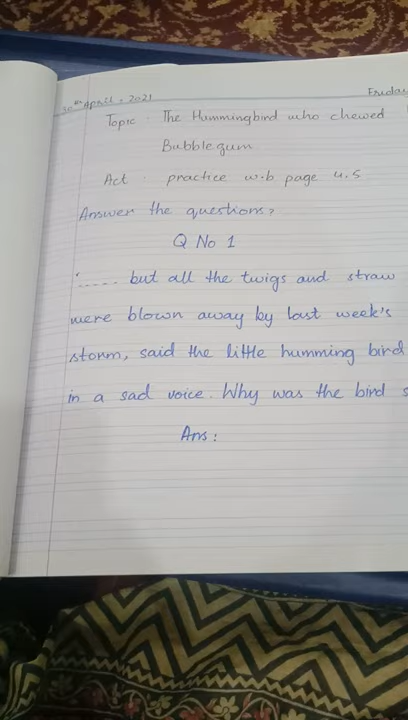 30th April, 2021 Friday
Topic. The Hummingbird who chewed
Bubblegum
Act. practice w.b page 4.5
Answer the questions?
Q No 1
'..... but all the twigs and straw
were blown away by last week's
storm, said the little humming bird
in a sad voice. Why was the bird
Ans: